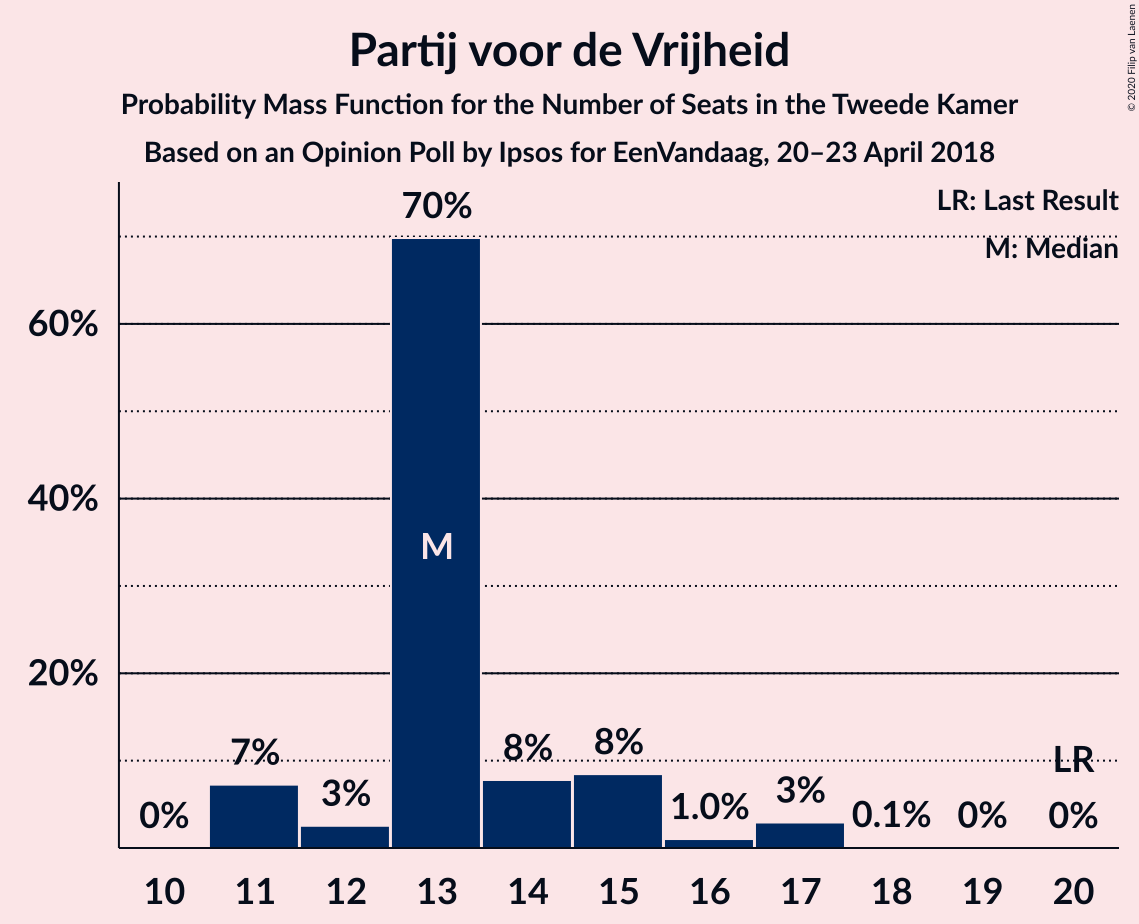 Partij voor de Vrijheid
Probability Mass Function for the Number of Seats in the Tweede Kamer
Based on an Opinion Poll by Ipsos for EenVandaag, 20–23 April 2018
© 2020 Filip van Laenen
LR: Last Result
M: Median
70%
60%
40%
20%
M
0%
7%
3%
8%
8%
1.0%
3%
0.1%
0%
LR
0%
10 11 12 13 14 15 16 17 18 19 20